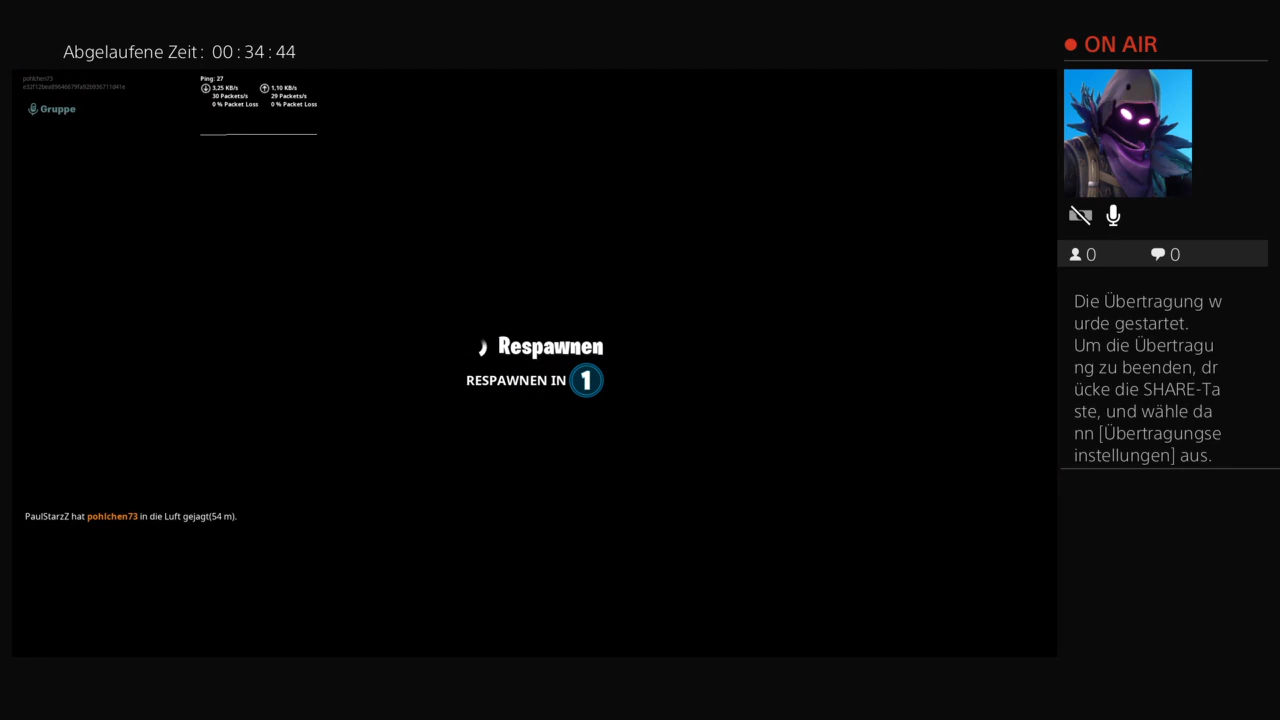 Abgelaufene Zeit: 00:34:44
ON AIR
pohlchen73
Ping: 27
3,25 KB/s
1,10 KB/s
30 Packets/s
29 Packets/s
0 % Packet Loss
0 % Packet Loss
Gruppe
0
0
Die Übertragung w
urde gestartet.
Um die Übertragu
ng zu beenden, dr
ücke die SHARE-Ta
ste, und wähle da
nn [Übertragungse
instellungen] aus.
Respawnen
RESPAWNEN IN 1
PaulStarzZ hat pohlchen73 in die Luft gejagt(54 m).